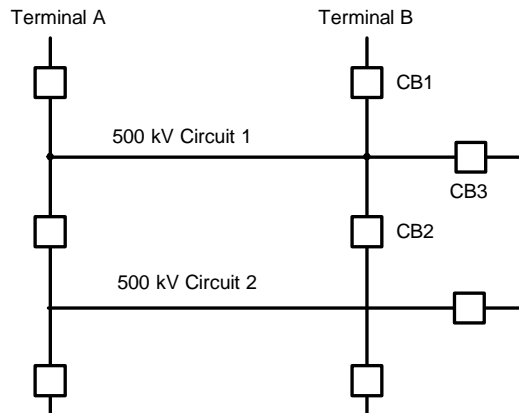 Terminal A
Terminal B
CB1
500 kV Circuit 1
CB3
CB2
500 kV Circuit 2